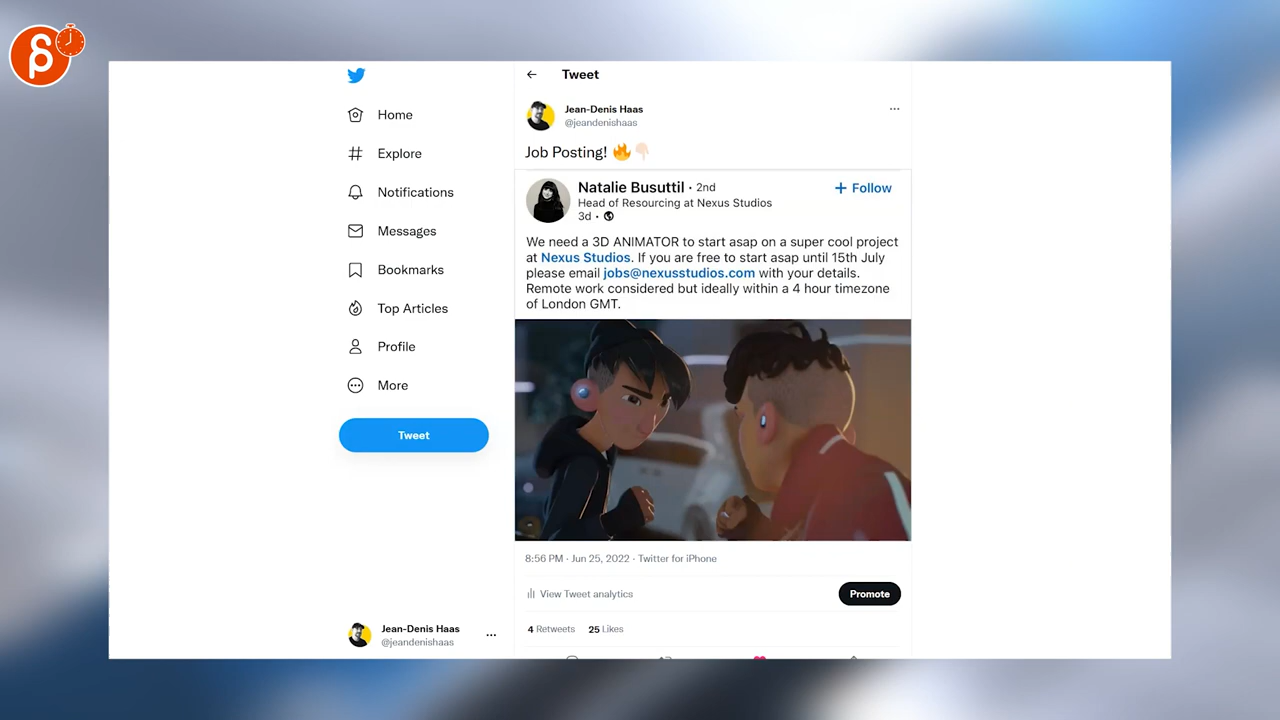 Tweet
Jean-Denis Haas
@jeandenishaas
Job Posting! 🔥👇🏻
Natalie Busuttil · 2nd
+ Follow
Head of Resourcing at Nexus Studios
3d ·
We need a 3D ANIMATOR to start asap on a super cool project
at Nexus Studios. If you are free to start asap until 15th July
please email jobs@nexusstudios.com with your details.
Remote work considered but ideally within a 4 hour timezone
of London GMT.
8:56 PM · Jun 25, 2022 · Twitter for iPhone
View Tweet analytics
Promote
4 Retweets 25 Likes
Home
Explore
Notifications
Messages
Bookmarks
Top Articles
Profile
More
Tweet
Jean-Denis Haas
@jeandenishaas